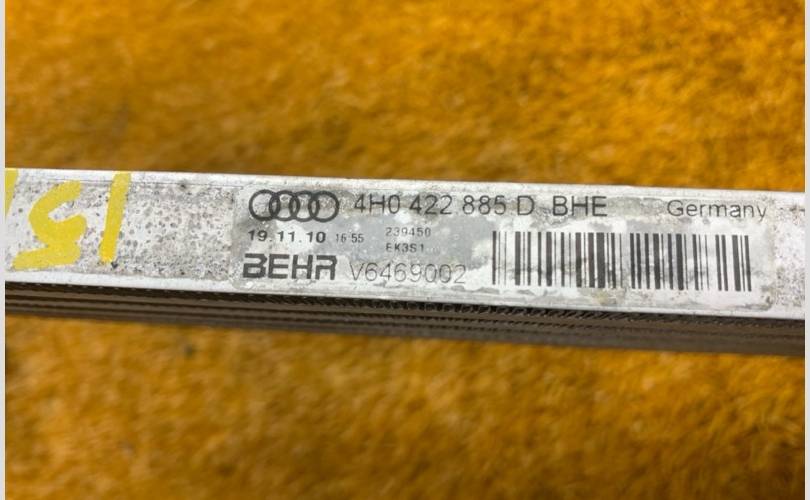 4H0 422 885 D BHE Germany
19.11.10 16:55 239450
EK3S1
BEHR V6469002